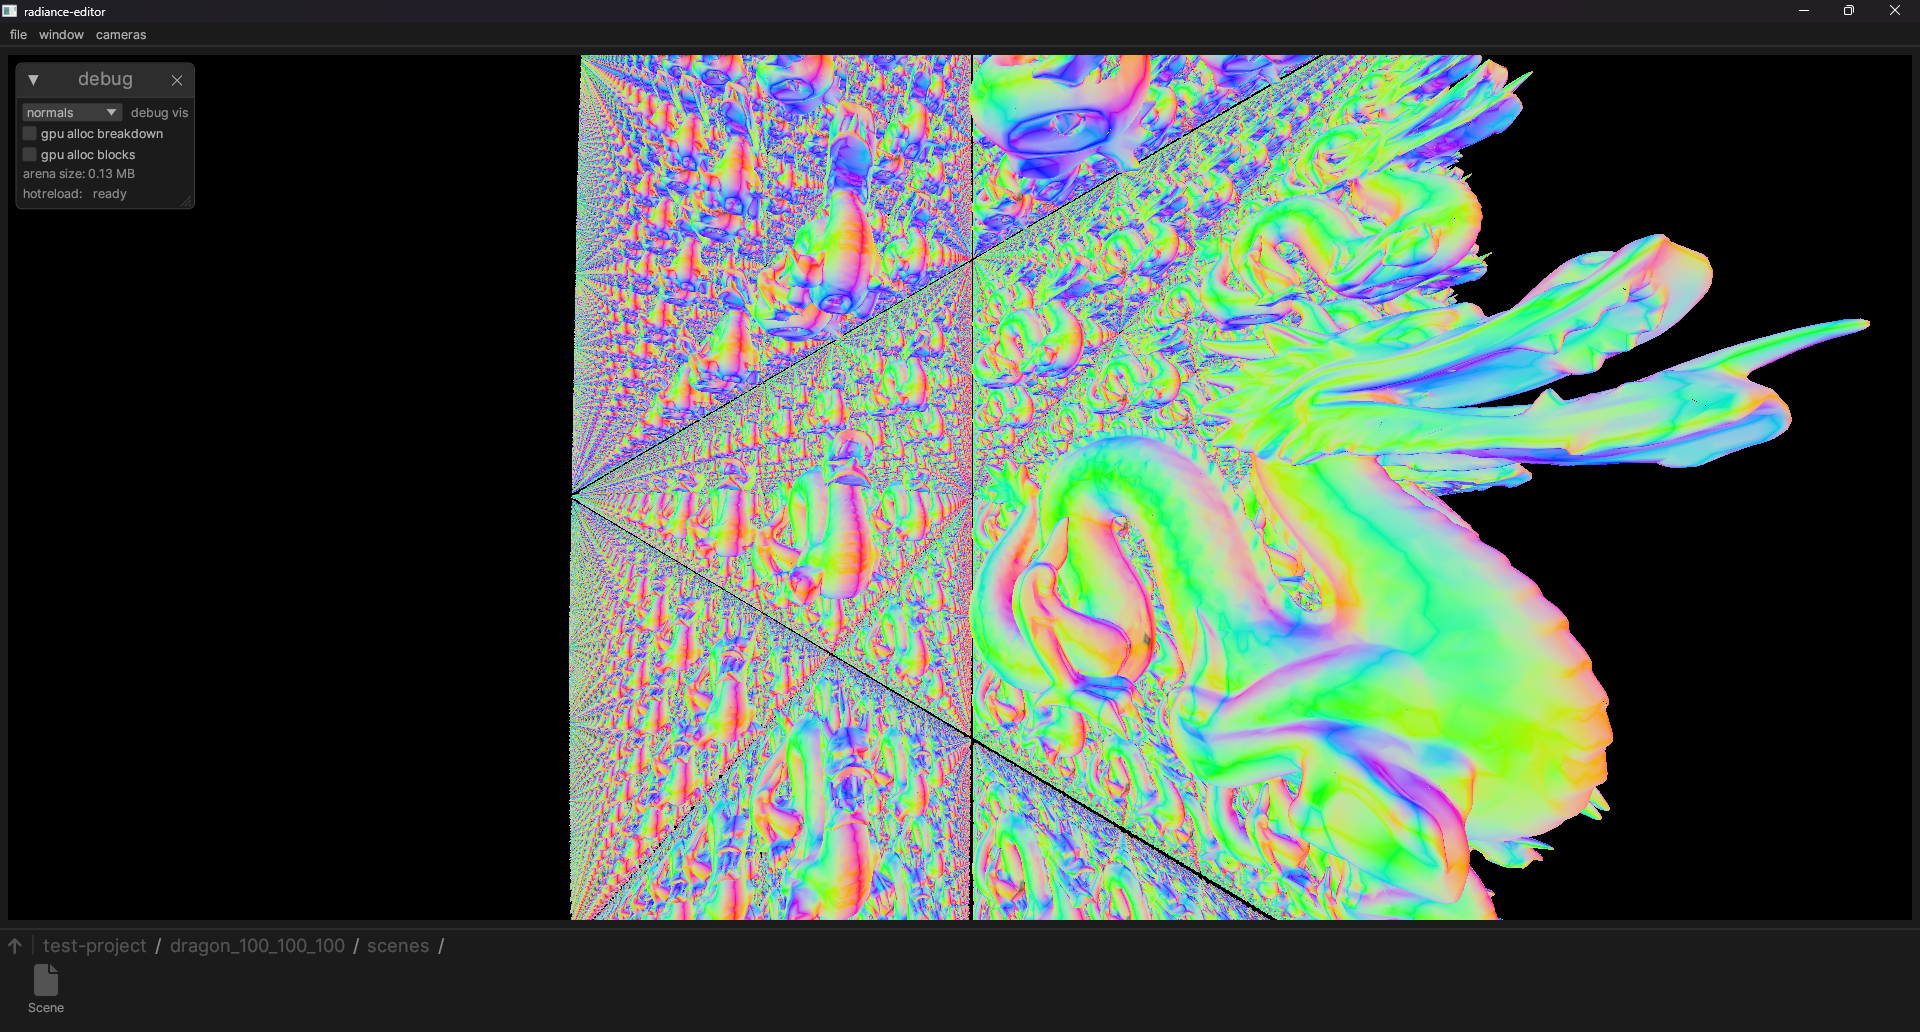 radiance-editor
file window cameras
debug
normals debug vis
gpu alloc breakdown
gpu alloc blocks
arena size: 0.13 MB
hotreload: ready
test-project / dragon_100_100_100 / scenes /
Scene